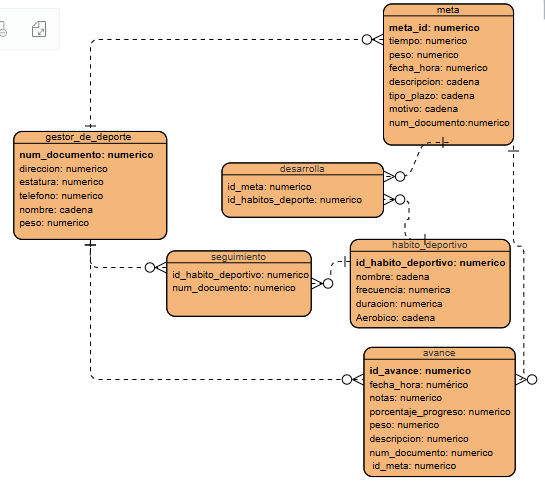 meta
meta_id: numerico
tiempo: numerico
peso: numerico
fecha_hora: numerico
descripcion: cadena
tipo_plazo: cadena
motivo: cadena
num_documento:numerico
gestor_de_deporte
num_documento: numerico
direccion: numerico
estatura: numerico
telefono: numerico
nombre: cadena
peso: numerico
desarrolla
id_meta: numerico
id_habitos_deporte: numerico
seguimiento
id_habito_deportivo: numerico
num_documento: numerico
habito_deportivo
id_habito_deportivo: numerico
nombre: cadena
frecuencia: numerica
duracion: numerica
Aerobico: cadena
avance
id_avance: numerico
fecha_hora: numérico
notas: numerico
porcentaje_progreso: numerico
peso: numerico
descripcion: numerico
num_documento: numerico
id_meta: numerico